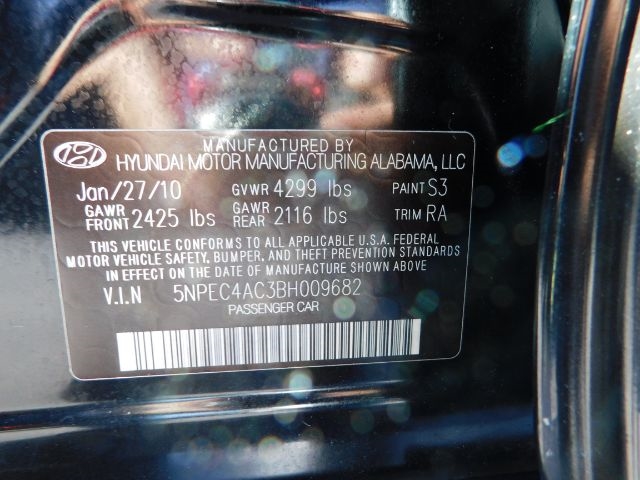 MANUFACTURED BY
HYUNDAI MOTOR MANUFACTURING ALABAMA, LLC
Jan/27/10 GVWR 4299 lbs PAINT S3
GAWR FRONT 2425 lbs GAWR REAR 2116 lbs TRIM RA
THIS VEHICLE CONFORMS TO ALL APPLICABLE U.S.A. FEDERAL
MOTOR VEHICLE SAFETY, BUMPER, AND THEFT PREVENTION STANDARDS
IN EFFECT ON THE DATE OF MANUFACTURE SHOWN ABOVE.
V.I.N 5NPEC4AC3BH009682
PASSENGER CAR